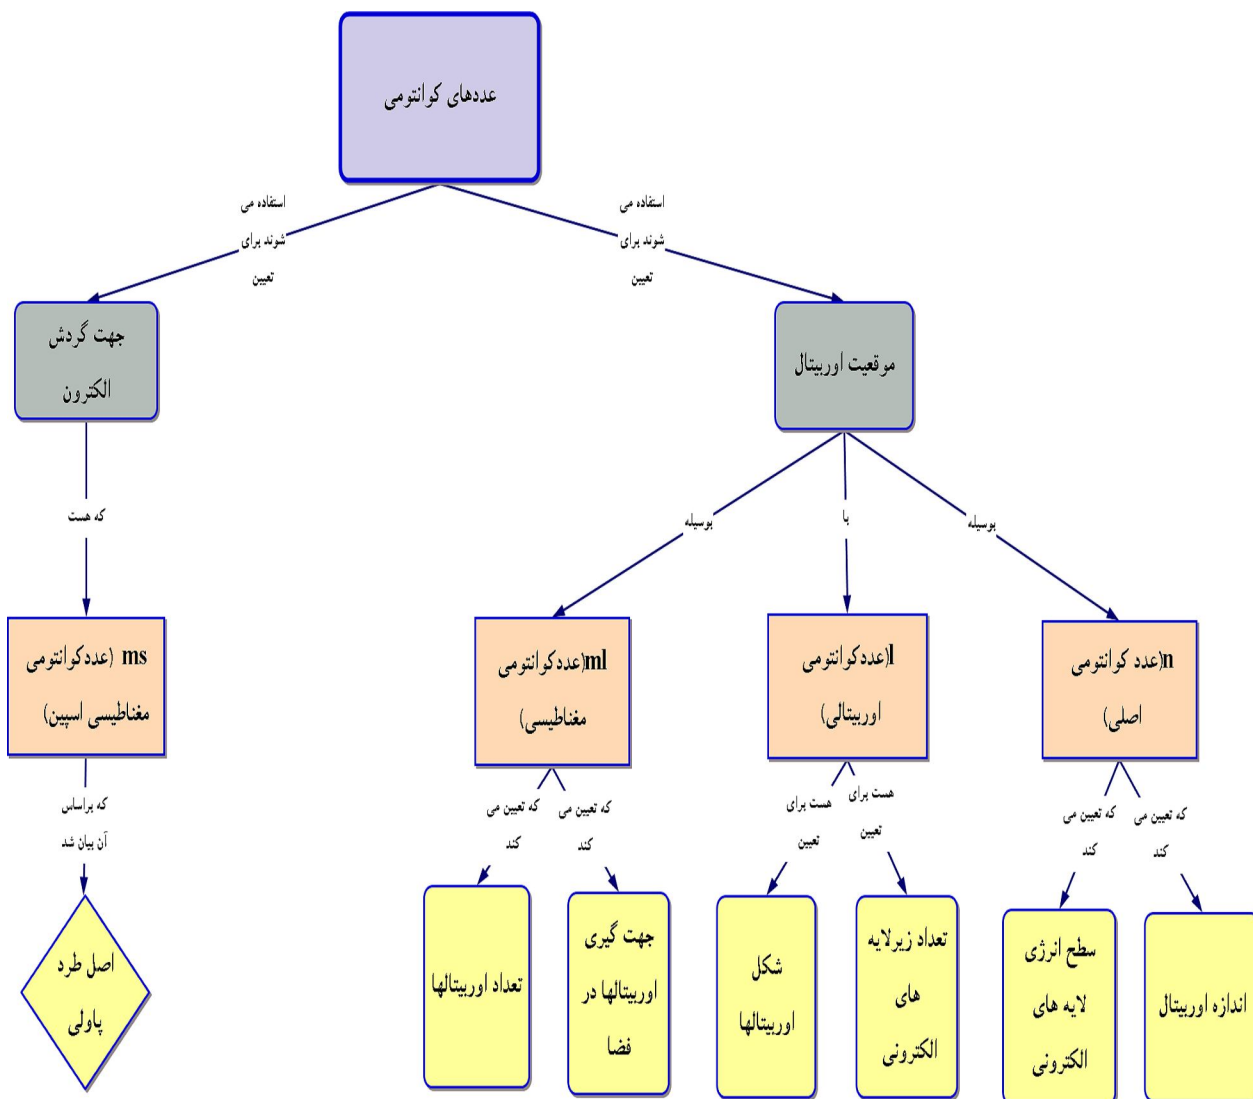 عددهای کوانتومی
استفاده می
شوند برای
تعیین
استفاده می
شوند برای
تعیین
موقعیت اوربیتال
جهت گردش
الکترون
بوسیله
با
بوسیله
که هست
n(عدد کوانتومی
اصلی)
l(عددکوانتومی
اوربیتالی)
ml(عددکوانتومی
مغناطیسی)
ms (عددکوانتومی
مغناطیسی اسپین)
که تعیین می
کند
که تعیین می
کند
هست برای
تعیین
هست برای
تعیین
که تعیین می
کند
که تعیین می
کند
که براساس
آن بیان شد
اندازه اوربیتال
سطح انرژی
لایه های
الکترونی
تعداد زیرلایه
های
الکترونی
شکل
اوربیتالها
جهت گیری
اوربیتالها در
فضا
تعداد اوربیتالها
اصل طرد
پاولی